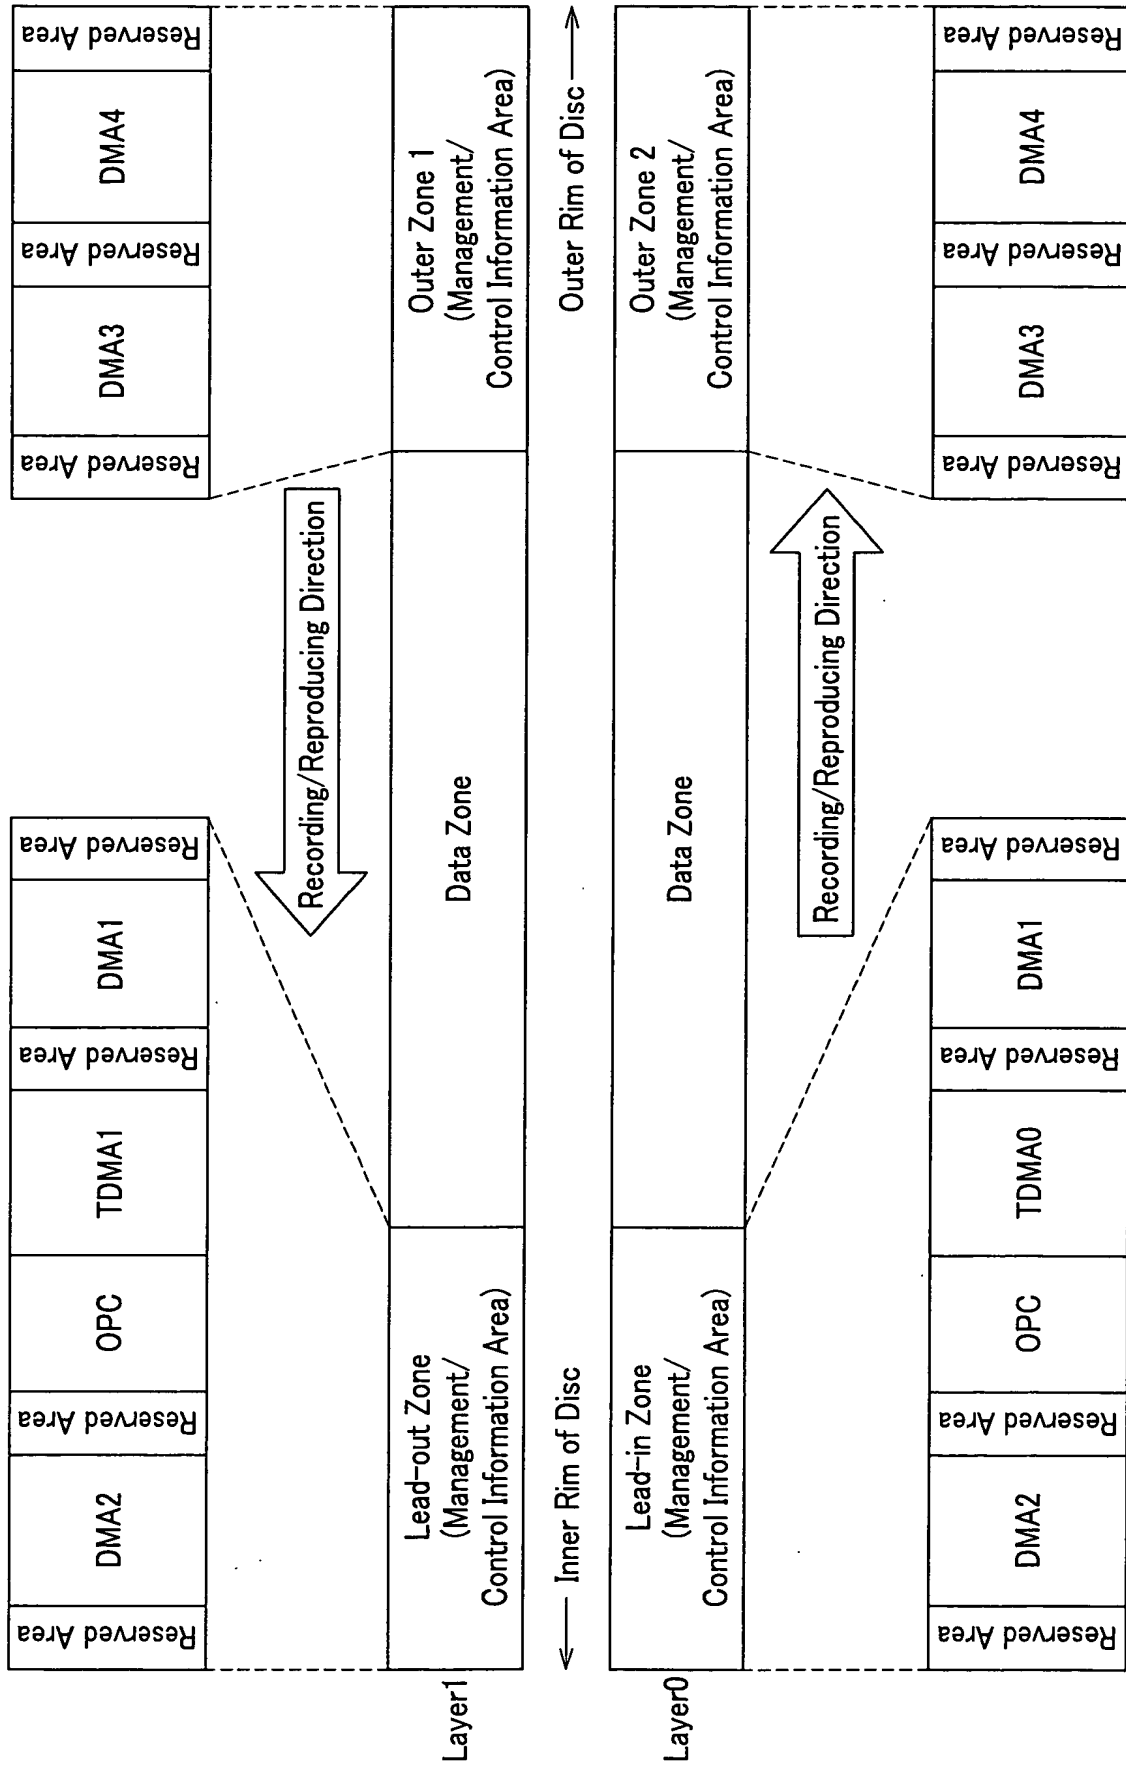 Reserved Area
DMA2
Reserved Area
OPC
TDMA1
Reserved Area
DMA1
Reserved Area
Reserved Area
DMA3
Reserved Area
DMA4
Reserved Area
Recording/Reproducing Direction
Layer1
Lead-out Zone
(Management/
Control Information Area)
Data Zone
Outer Zone 1
(Management/
Control Information Area)
Inner Rim of Disc
Outer Rim of Disc
Layer0
Lead-in Zone
(Management/
Control Information Area)
Data Zone
Outer Zone 2
(Management/
Control Information Area)
Recording/Reproducing Direction
Reserved Area
DMA2
Reserved Area
OPC
TDMA0
Reserved Area
DMA1
Reserved Area
Reserved Area
DMA3
Reserved Area
DMA4
Reserved Area